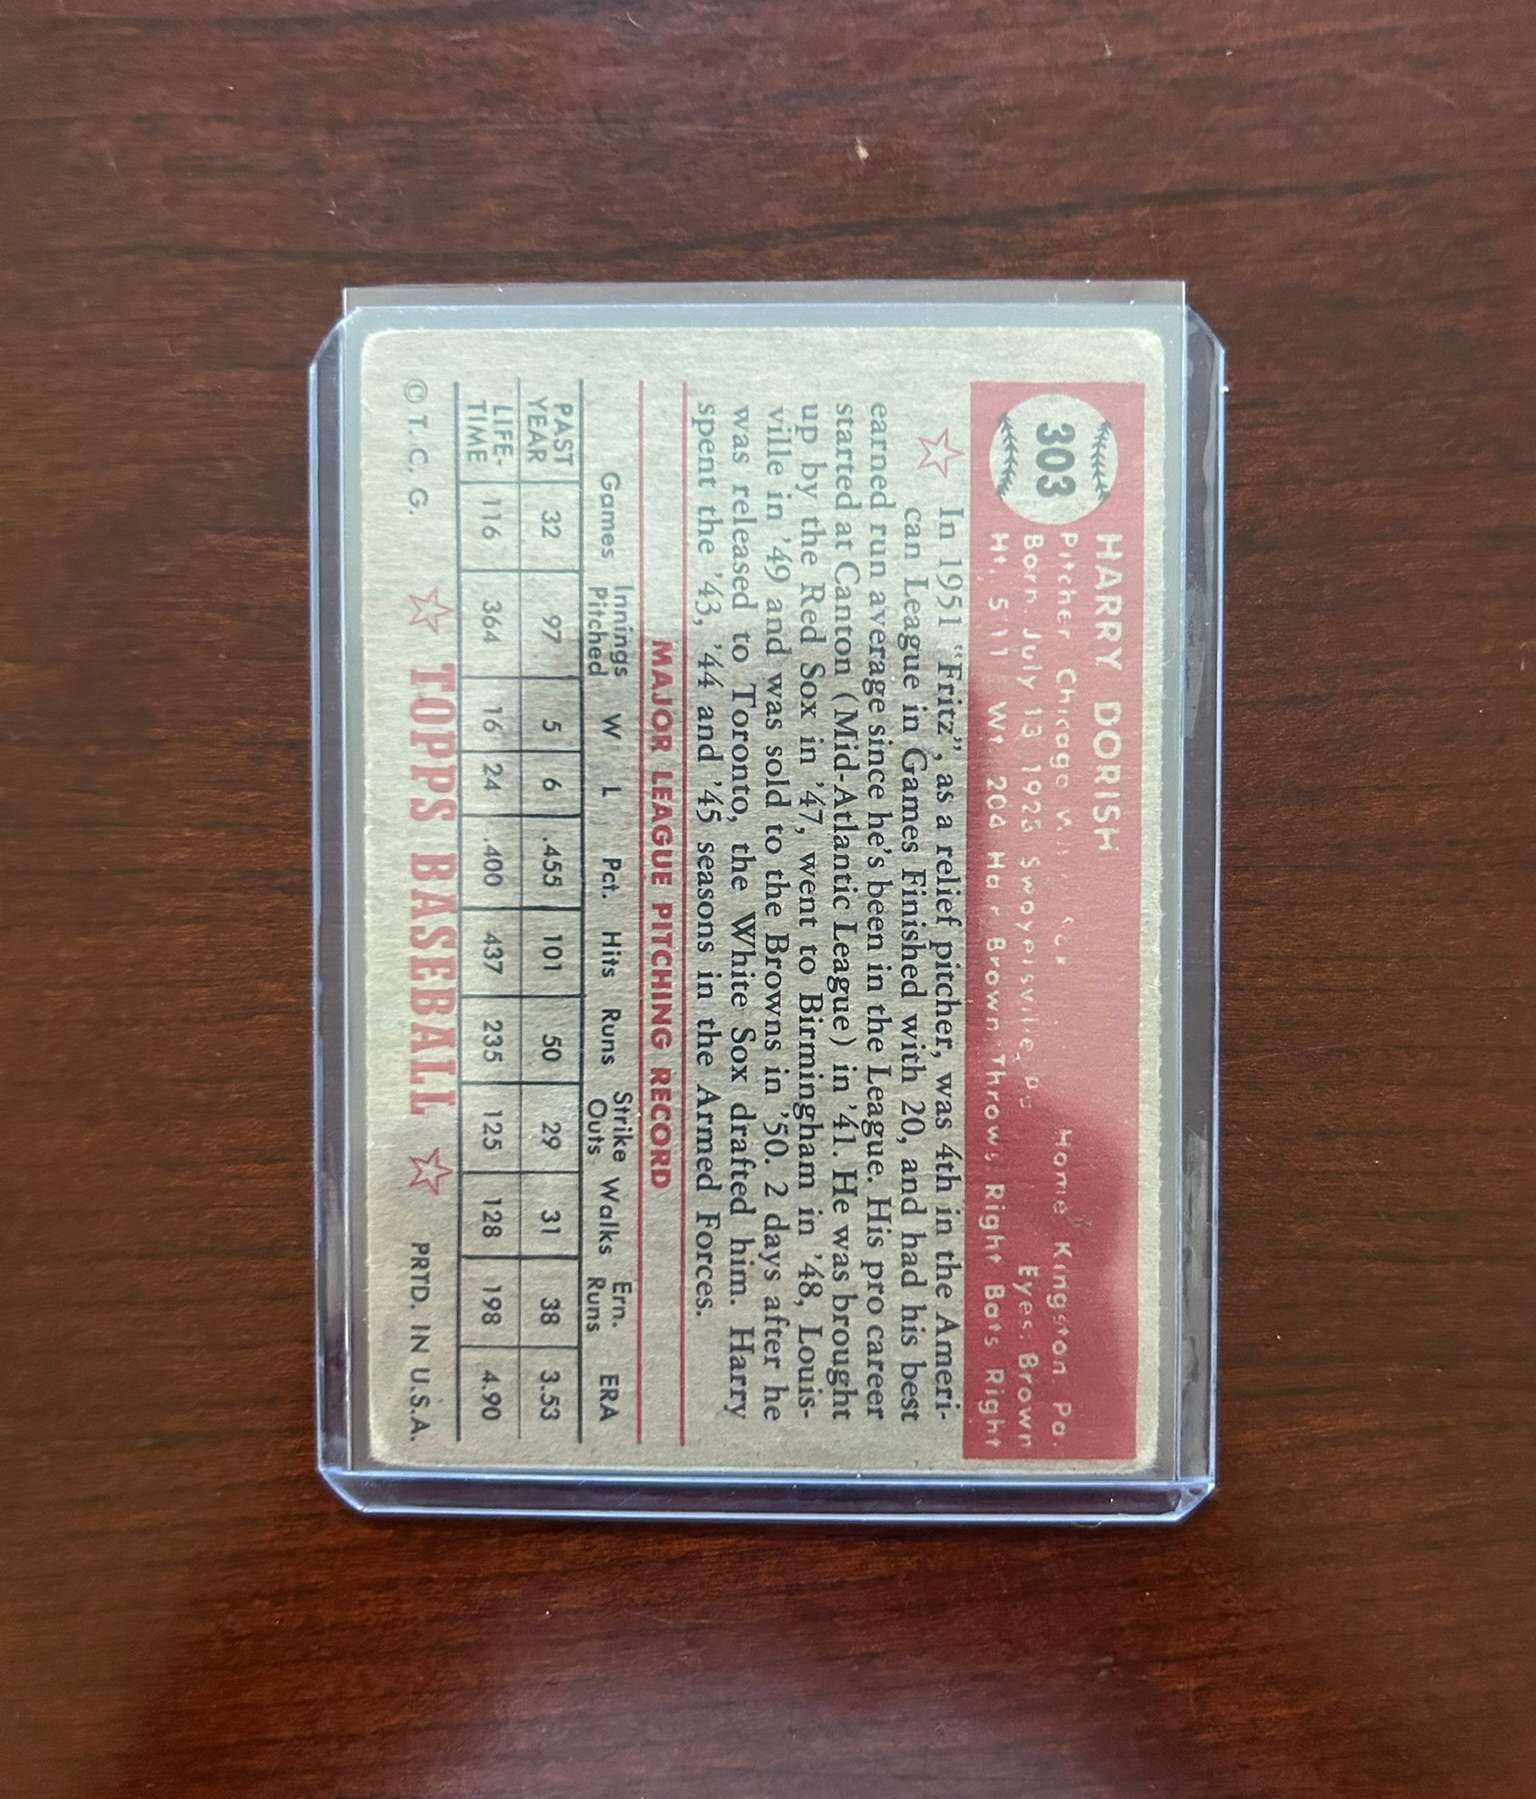 303
HARRY DORISH
Pitcher Chicago Home Kingston Pa.
Born July 13 Swoyersville, Pa Eyes: Brown
Ht. 5'11 Wt. 204 Hair Brown Throws: Right Bats Right
In 1951 "Fritz", as a relief pitcher, was 4th in the Ameri-
can League in Games Finished with 20, and had his best
earned run average since he's been in the League. His pro career
started at Canton (Mid-Atlantic League) in '41. He was brought
up by the Red Sox in '47, went to Birmingham in '48, Louis-
ville in '49 and was sold to the Browns in '50. 2 days after he
was released to Toronto, the White Sox drafted him. Harry
spent the '43, '44 and '45 seasons in the Armed Forces.
MAJOR LEAGUE PITCHING RECORD
Games Innings Pitched W L Pct. Hits Runs Strike Outs Walks Ern. Runs ERA
PAST YEAR 32 97 5 6 .455 101 50 29 31 38 3.53
LIFE-TIME 116 364 16 24 .400 437 235 125 128 198 4.90
© T. C. G. TOPPS BASEBALL PRTD. IN U.S.A.